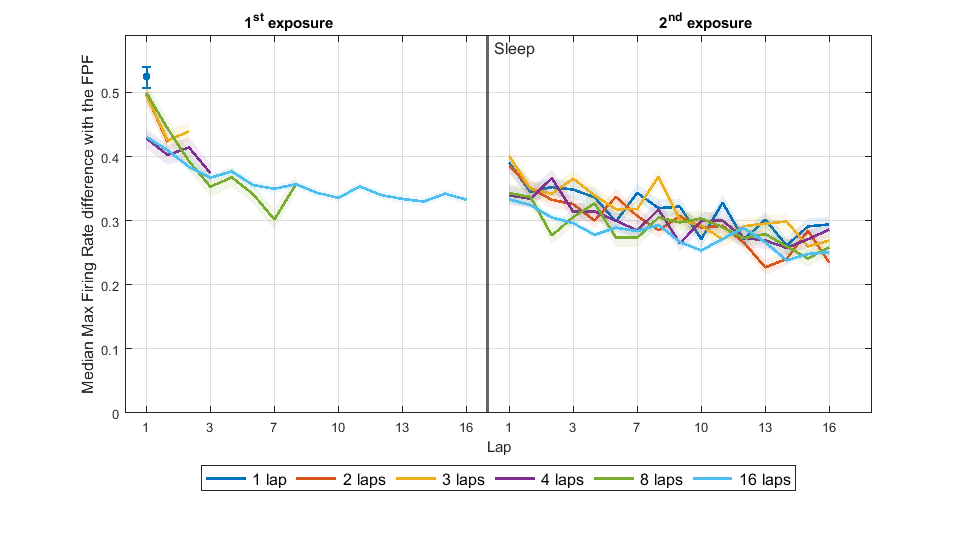 1st exposure
2nd exposure
Sleep
Median Max Firing Rate difference with the FPF
0.5
0.4
0.3
0.2
0.1
0
1 3 7 10 13 16 1 3 7 10 13 16
Lap
1 lap 2 laps 3 laps 4 laps 8 laps 16 laps